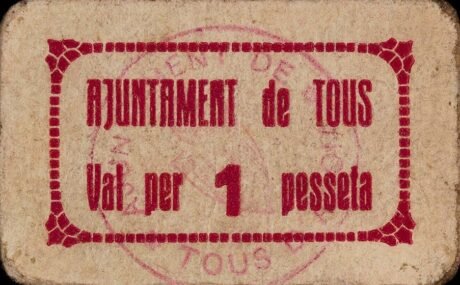 AJUNTAMENT de TOUS
Val per 1 pesseta
TOUS